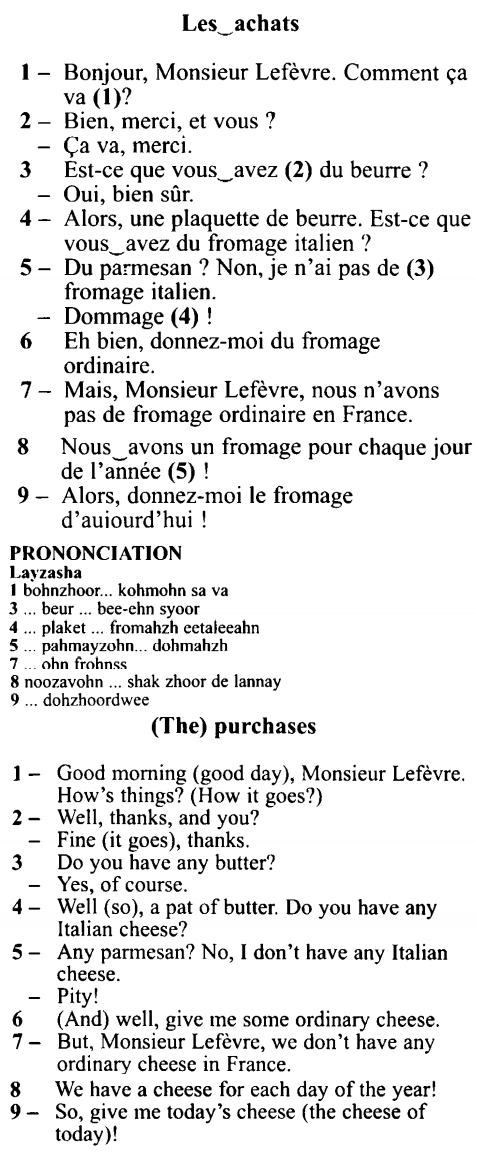 Les‿achats
1 – Bonjour, Monsieur Lefèvre. Comment ça
va (1)?
2 – Bien, merci, et vous ?
– Ça va, merci.
3 Est-ce que vous‿avez (2) du beurre ?
– Oui, bien sûr.
4 – Alors, une plaquette de beurre. Est-ce que
vous‿avez du fromage italien ?
5 – Du parmesan ? Non, je n'ai pas de (3)
fromage italien.
– Dommage (4) !
6 Eh bien, donnez-moi du fromage
ordinaire.
7 – Mais, Monsieur Lefèvre, nous n'avons
pas de fromage ordinaire en France.
8 Nous‿avons un fromage pour chaque jour
de l'année (5) !
9 – Alors, donnez-moi le fromage
d'auiourd'hui !
PRONONCIATION
Layzasha
1 bohnzhoor... kohmohn sa va
3 ... beur ... bee-ehn syoor
4 ... plaket ... fromahzh eetaleeahn
5 ... pahmayzohn... dohmahzh
7 ... ohn frohnss
8 noozavohn ... shak zhoor de lannay
9 ... dohzhoordwee
(The) purchases
1 – Good morning (good day), Monsieur Lefèvre.
How's things? (How it goes?)
2 – Well, thanks, and you?
– Fine (it goes), thanks.
3 Do you have any butter?
– Yes, of course.
4 – Well (so), a pat of butter. Do you have any
Italian cheese?
5 – Any parmesan? No, I don't have any Italian
cheese.
– Pity!
6 (And) well, give me some ordinary cheese.
7 – But, Monsieur Lefèvre, we don't have any
ordinary cheese in France.
8 We have a cheese for each day of the year!
9 – So, give me today's cheese (the cheese of
today)!